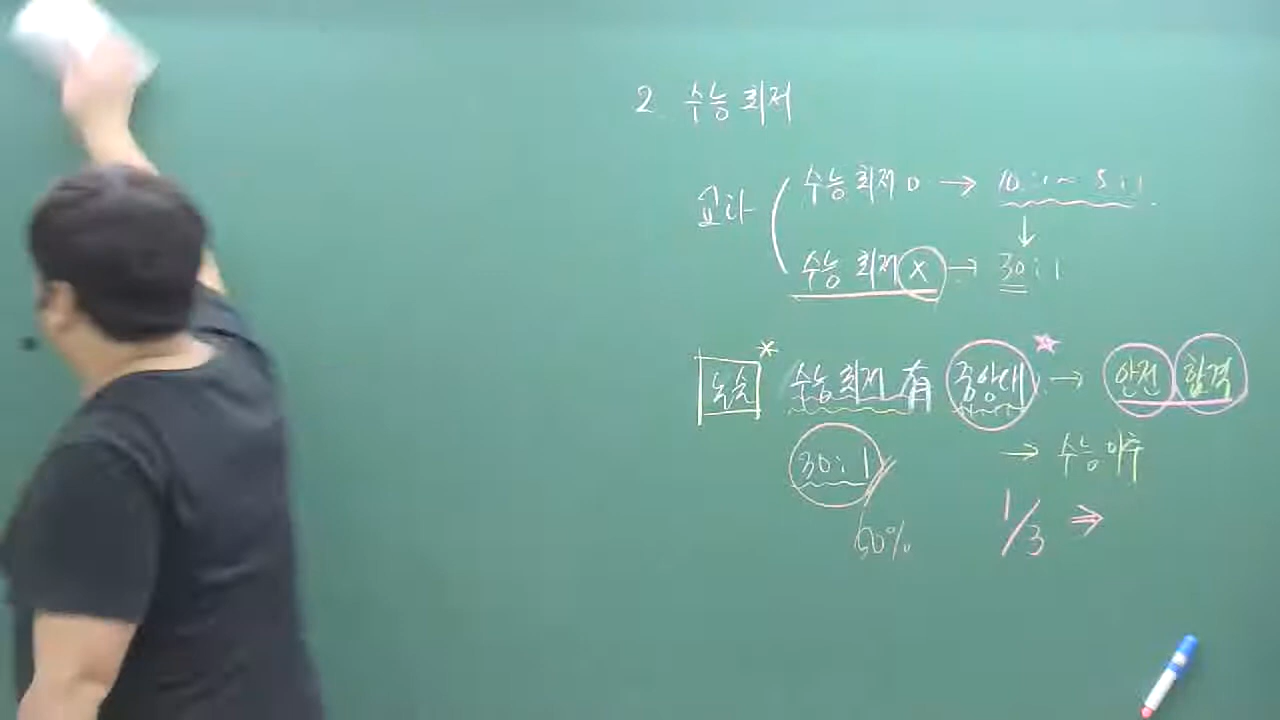 2. 수능 최저
교과
수능 최저 O → 10:1 ~ 5:1
↓
수능 최저 X → 30:1
논술 * 수능최저 有 중앙대 ☆ → 안전 합격
30:1 → 수능 이후
60% 1/3 ⇒